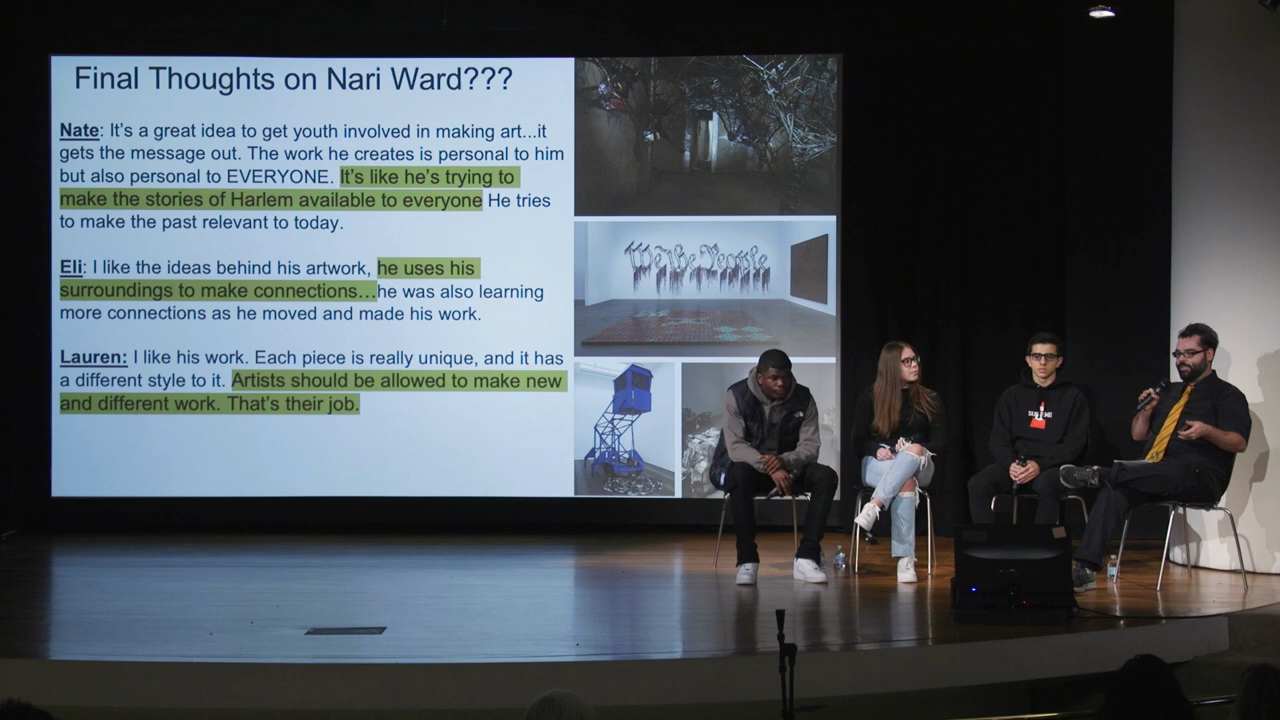 Final Thoughts on Nari Ward???
Nate: It's a great idea to get youth involved in making art...it
gets the message out. The work he creates is personal to him
but also personal to EVERYONE. It's like he's trying to
make the stories of Harlem available to everyone He tries
to make the past relevant to today.
Eli: I like the ideas behind his artwork, he uses his
surroundings to make connections…he was also learning
more connections as he moved and made his work.
Lauren: I like his work. Each piece is really unique, and it has
a different style to it. Artists should be allowed to make new
and different work. That's their job.
We the People